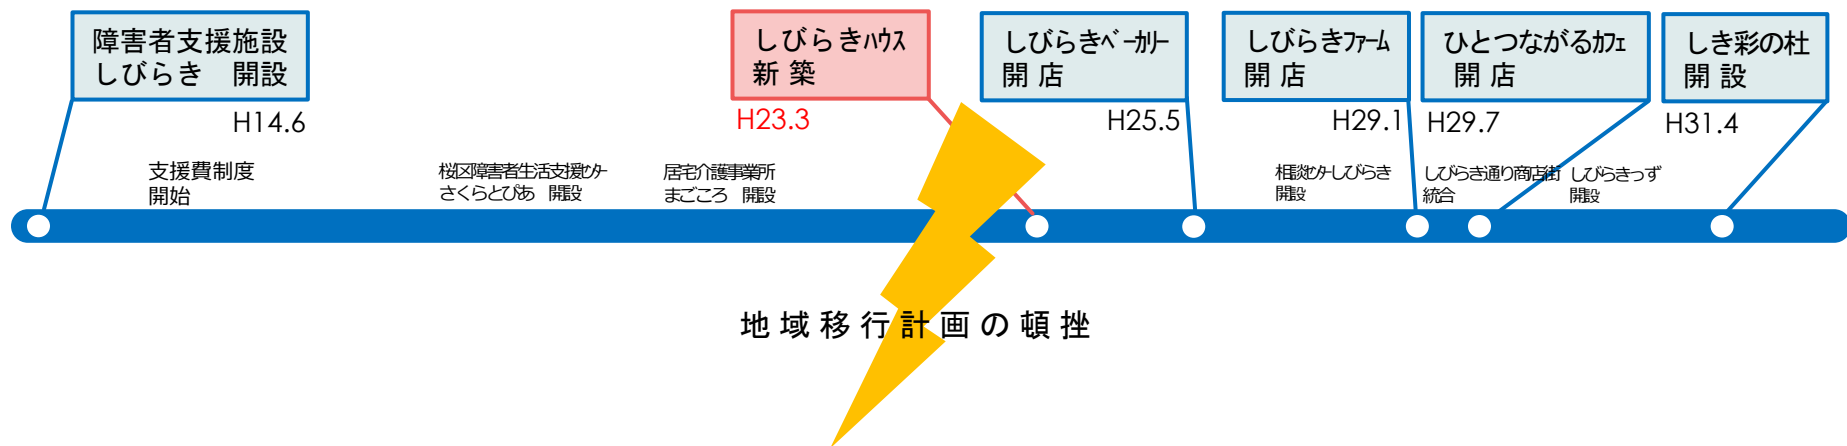 障害者支援施設
しびらき　開設
H14.6
しびらきﾊｳｽ
新築
H23.3
しびらきﾍﾞｰｶﾘｰ
開店
H25.5
しびらきﾌｧｰﾑ
開店
H29.1
ひとつながるｶﾌｪ
開店
H29.7
しき彩の杜
開設
H31.4
支援費制度
開始
桜区障害者生活支援ｾﾝﾀｰ
さくらとぴあ　開設
居宅介護事業所
まごころ　開設
相談ｾﾝﾀｰしびらき
開設
しびらき通り商店街
統合
しびらきっず
開設
地域移行計画の頓挫